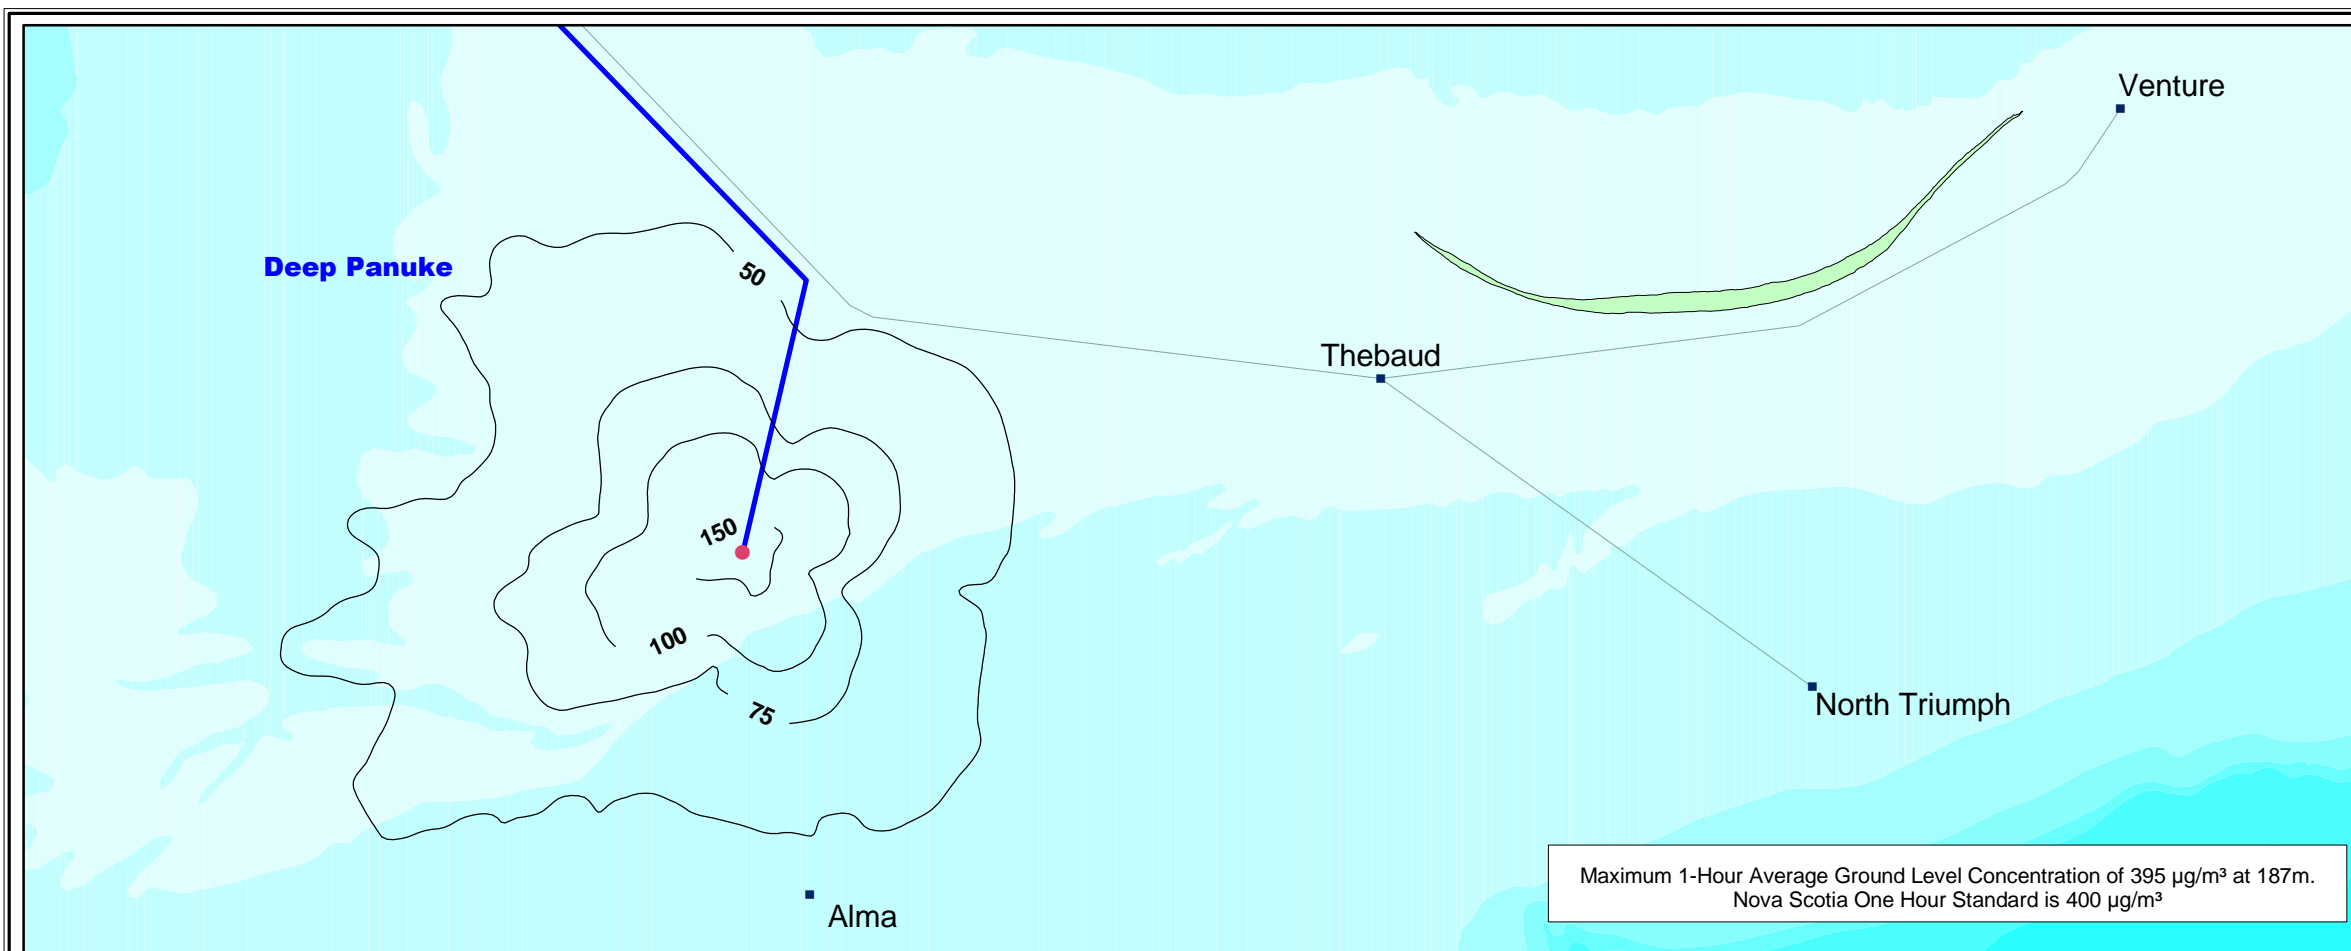 Venture
Deep Panuke
50
Thebaud
150
100
75
North Triumph
Alma
Maximum 1-Hour Average Ground Level Concentration of 395 µg/m³ at 187m.
Nova Scotia One Hour Standard is 400 µg/m³